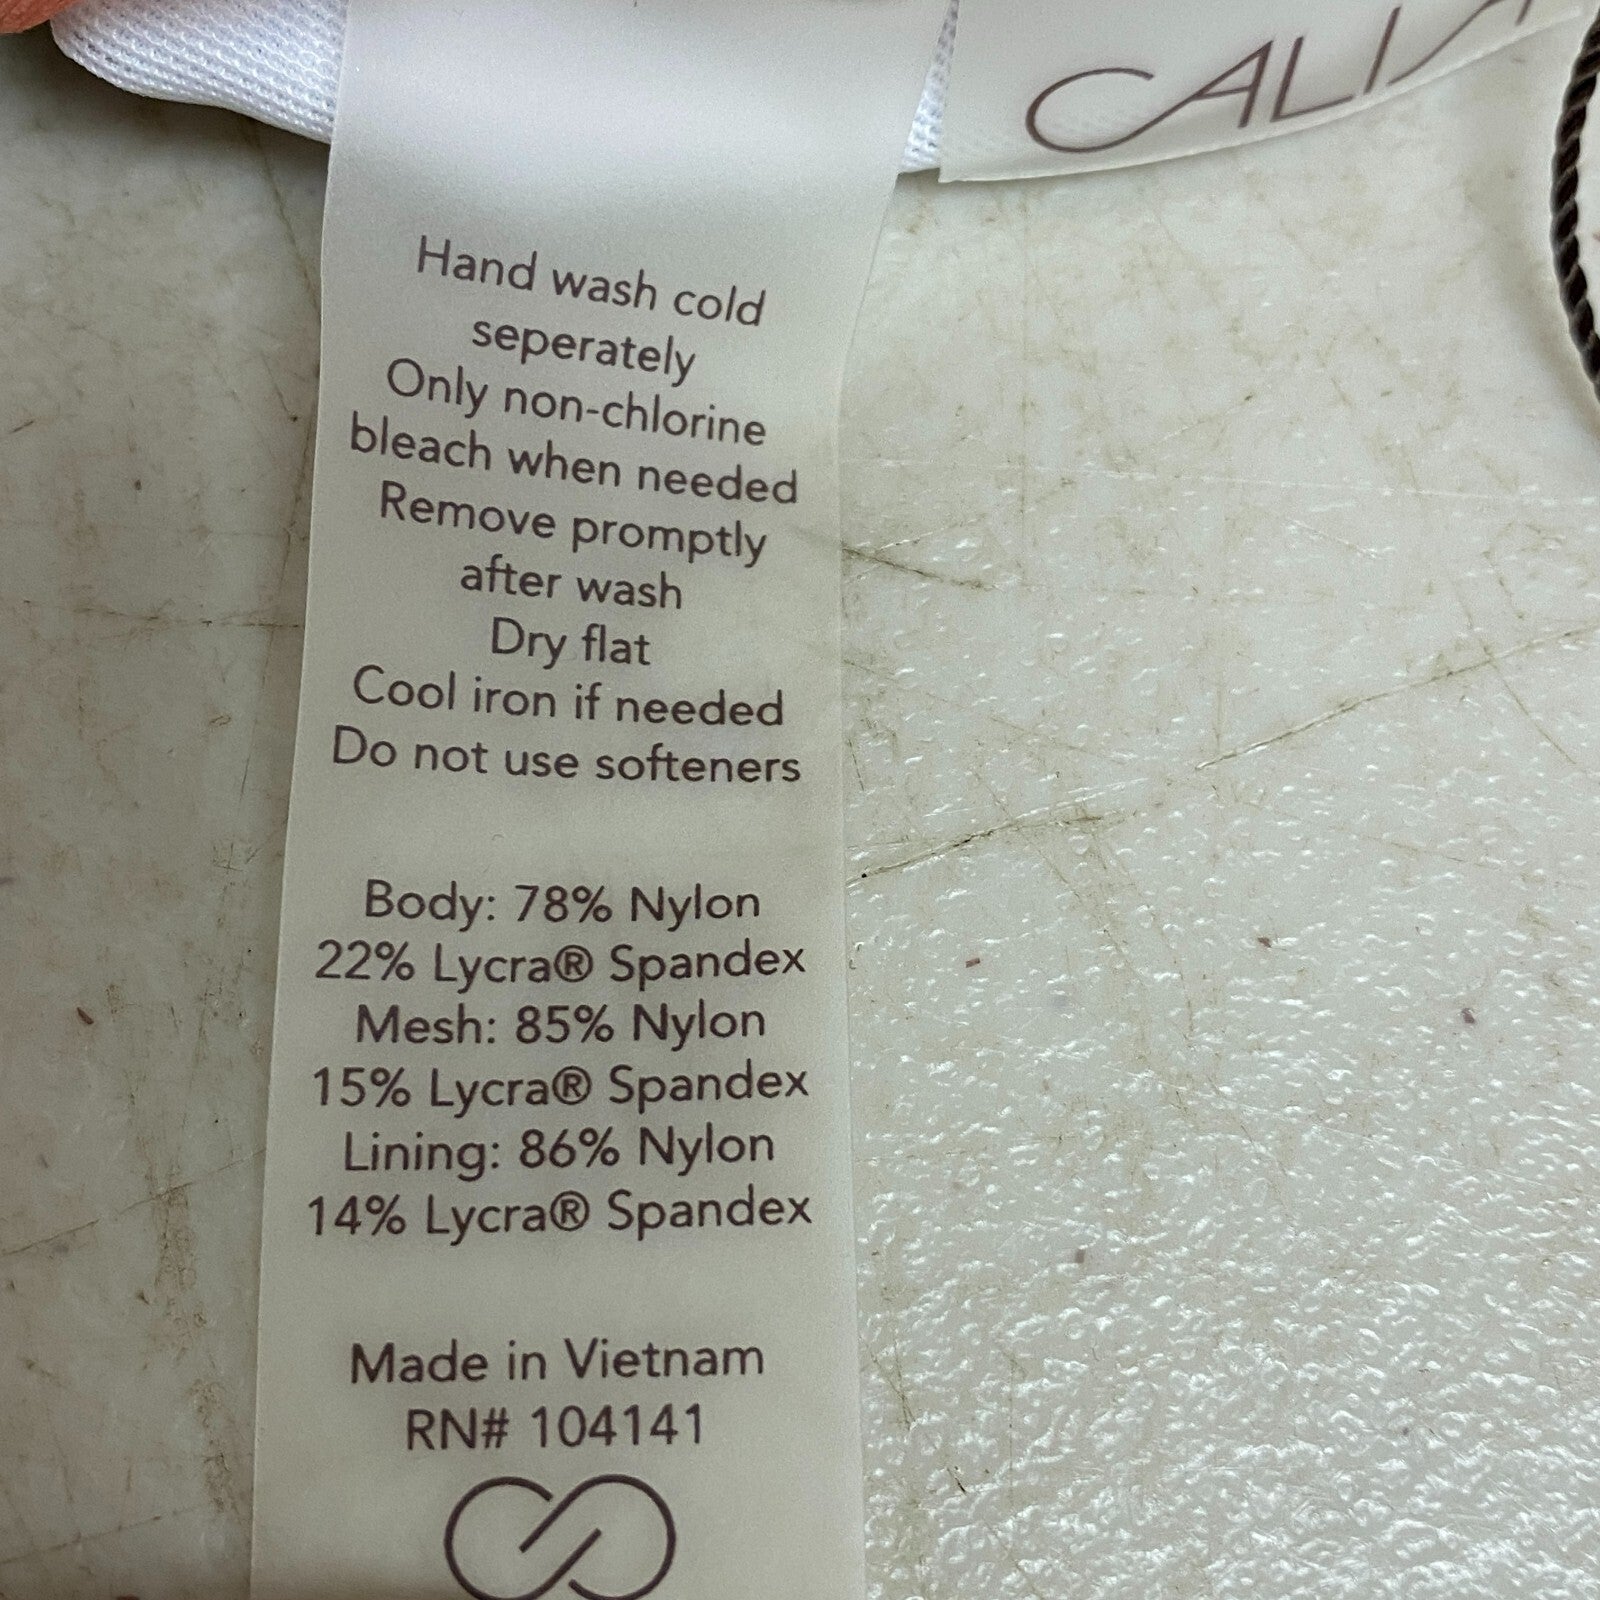 CALI
Hand wash cold
seperately
Only non-chlorine
bleach when needed
Remove promptly
after wash
Dry flat
Cool iron if needed
Do not use softeners
Body: 78% Nylon
22% Lycra® Spandex
Mesh: 85% Nylon
15% Lycra® Spandex
Lining: 86% Nylon
14% Lycra® Spandex
Made in Vietnam
RN# 104141